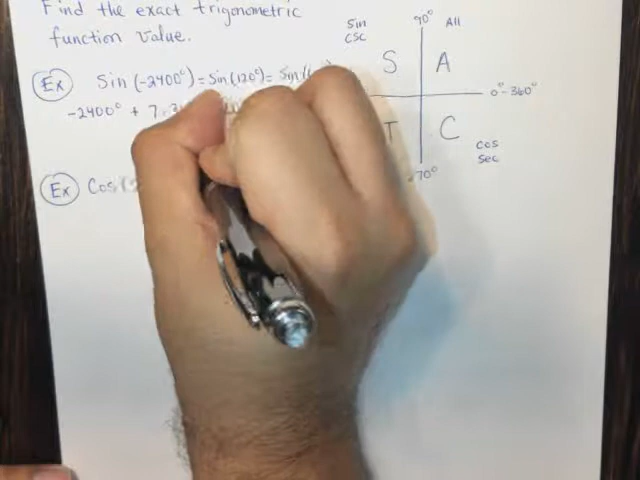 Find the exact trigonometric
function value.
Ex Sin (-2400°) = Sin (120°) =
-2400° + 7
Ex Cos
Sin
CSC
90° All
S A
0°-360°
T C
Cos
Sec